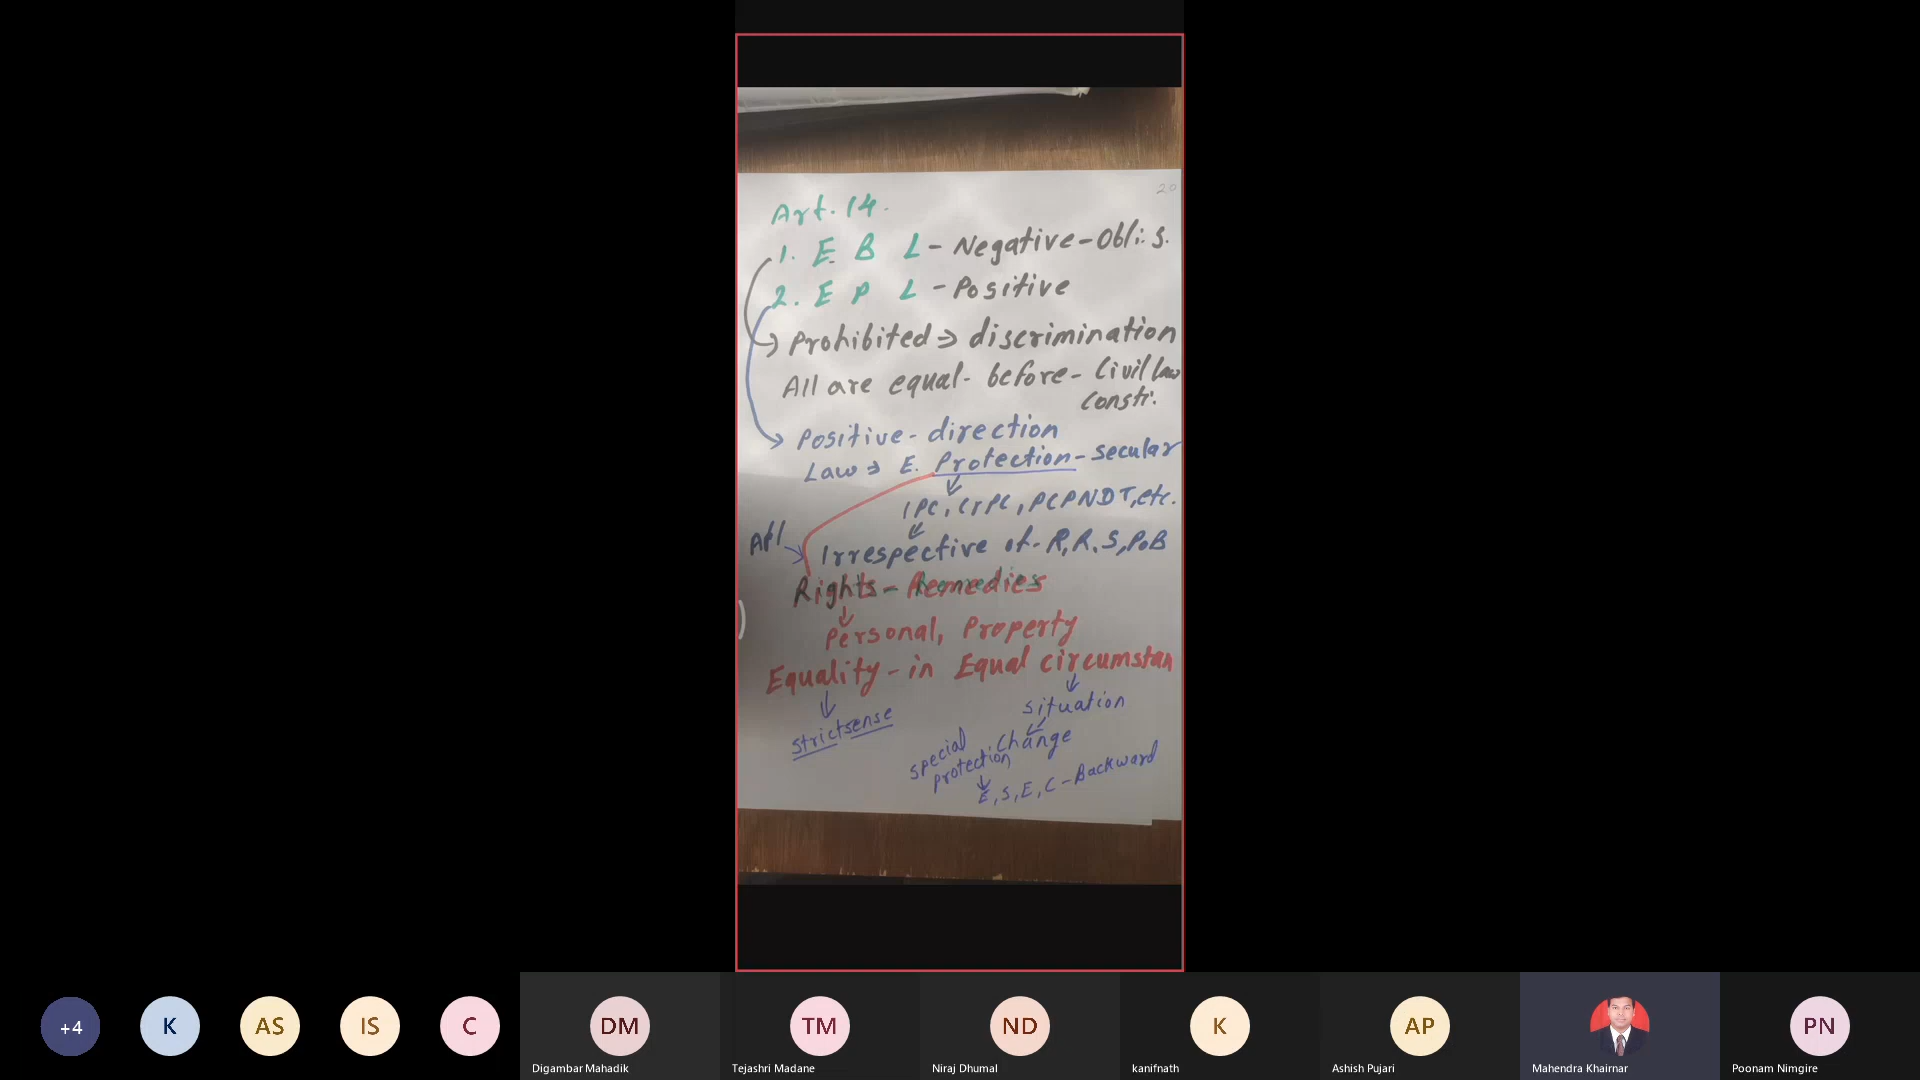 20
Art. 14.
1. E B L - Negative - Obli. S.
2. E P L - Positive
Prohibited => discrimination
All are equal - before - Civil law
Consti.
Positive - direction
Law => E. Protection - secular
IPC, CrPC, PCPNDT, etc.
Irrespective of - R, R, S, PoB
Rights - Remedies
Personal, Property
Equality - in Equal circumstan
situation
strictsense
change
special
protection
E, S, E, C - Backward
+4
K
AS
IS
C
DM
TM
ND
K
AP
PN
Digambar Mahadik
Tejashri Madane
Niraj Dhumal
kanifnath
Ashish Pujari
Mahendra Khairnar
Poonam Nimgire